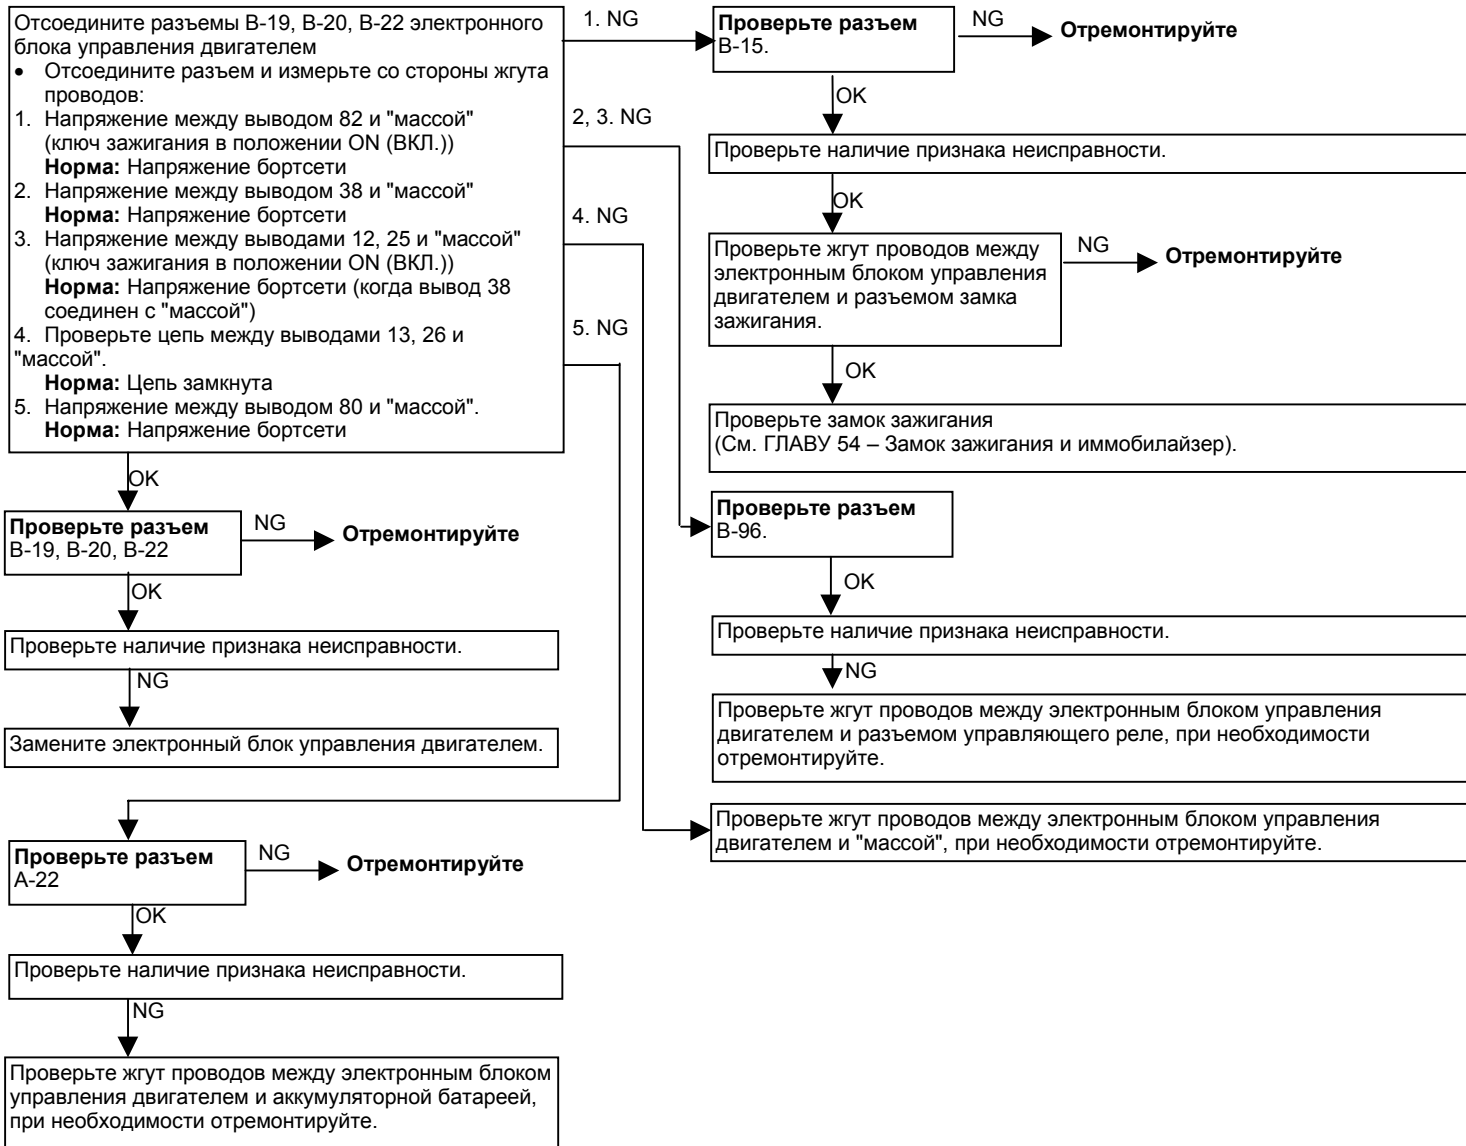 Отсоедините разъемы B-19, B-20, B-22 электронного
блока управления двигателем
• Отсоедините разъем и измерьте со стороны жгута
проводов:
1. Напряжение между выводом 82 и "массой"
(ключ зажигания в положении ON (ВКЛ.))
Норма: Напряжение бортсети
2. Напряжение между выводом 38 и "массой"
Норма: Напряжение бортсети
3. Напряжение между выводами 12, 25 и "массой"
(ключ зажигания в положении ON (ВКЛ.))
Норма: Напряжение бортсети (когда вывод 38
соединен с "массой")
4. Проверьте цепь между выводами 13, 26 и
"массой".
Норма: Цепь замкнута
5. Напряжение между выводом 80 и "массой".
Норма: Напряжение бортсети
OK
Проверьте разъем
B-19, B-20, B-22
NG
Отремонтируйте
OK
Проверьте наличие признака неисправности.
NG
Замените электронный блок управления двигателем.
Проверьте разъем
A-22
NG
Отремонтируйте
OK
Проверьте наличие признака неисправности.
NG
Проверьте жгут проводов между электронным блоком
управления двигателем и аккумуляторной батареей,
при необходимости отремонтируйте.
1. NG
2, 3. NG
4. NG
5. NG
Проверьте разъем
B-15.
NG
Отремонтируйте
OK
Проверьте наличие признака неисправности.
OK
Проверьте жгут проводов между
электронным блоком управления
двигателем и разъемом замка
зажигания.
NG
Отремонтируйте
OK
Проверьте замок зажигания
(См. ГЛАВУ 54 – Замок зажигания и иммобилайзер).
Проверьте разъем
B-96.
OK
Проверьте наличие признака неисправности.
NG
Проверьте жгут проводов между электронным блоком управления
двигателем и разъемом управляющего реле, при необходимости
отремонтируйте.
Проверьте жгут проводов между электронным блоком управления
двигателем и "массой", при необходимости отремонтируйте.